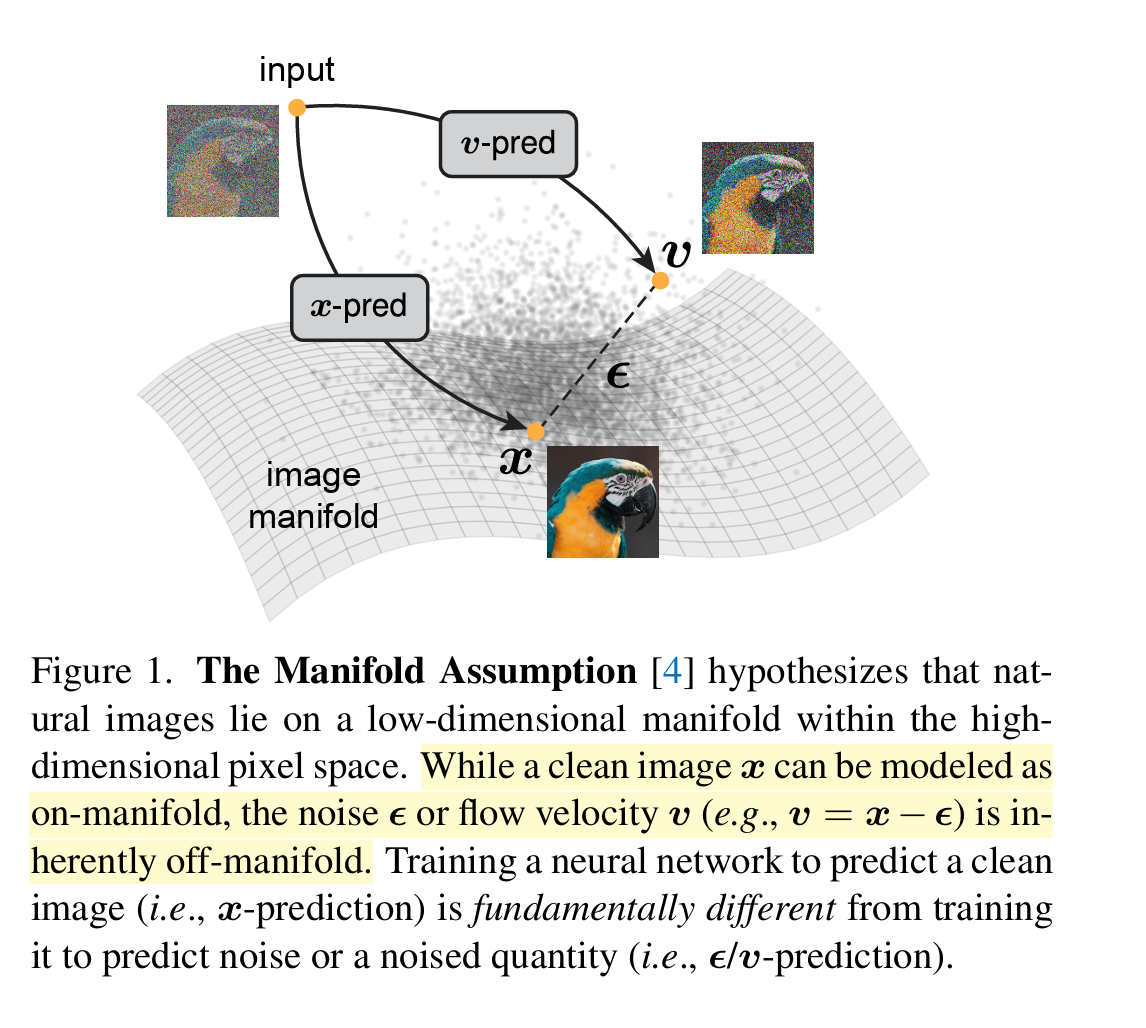 input
v-pred
v
x-pred
ϵ
x
image
manifold
Figure 1. The Manifold Assumption [4] hypothesizes that nat-
ural images lie on a low-dimensional manifold within the high-
dimensional pixel space. While a clean image x can be modeled as
on-manifold, the noise ϵ or flow velocity v (e.g., v = x − ϵ) is in-
herently off-manifold. Training a neural network to predict a clean
image (i.e., x-prediction) is fundamentally different from training
it to predict noise or a noised quantity (i.e., ϵ/v-prediction).